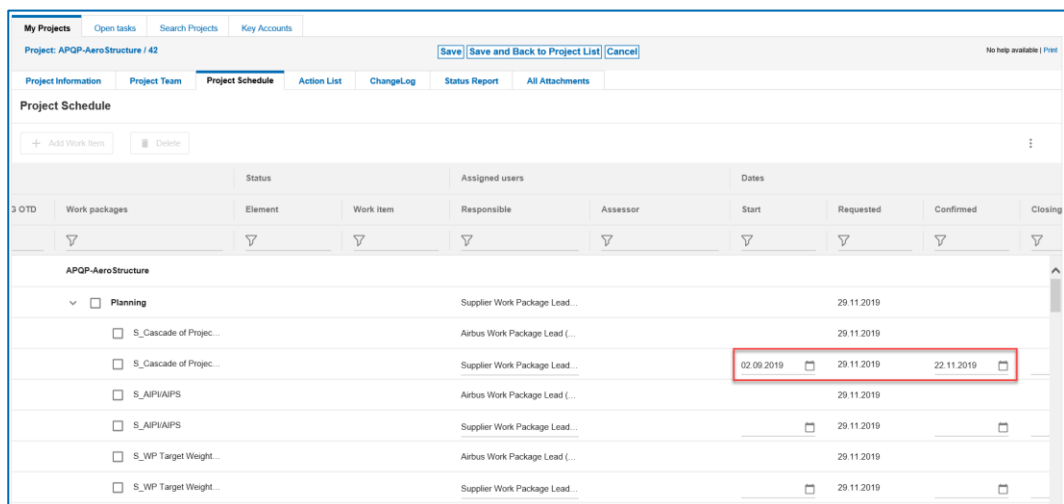 My Projects Open tasks Search Projects Key Accounts
Project: APQP-AeroStructure / 42 Save Save and Back to Project List Cancel No help available | Print
Project Information Project Team Project Schedule Action List ChangeLog Status Report All Attachments
Project Schedule
+ Add Work Item Delete
Status Assigned users Dates
OTD Work packages Element Work item Responsible Assessor Start Requested Confirmed Closing
APQP-AeroStructure
Planning Supplier Work Package Lead... 29.11.2019
S_Cascade of Projec... Airbus Work Package Lead (... 29.11.2019
S_Cascade of Projec... Supplier Work Package Lead... 02.09.2019 29.11.2019 22.11.2019
S_AIPI/AIPS Airbus Work Package Lead (... 29.11.2019
S_AIPI/AIPS Supplier Work Package Lead... 29.11.2019
S_WP Target Weight... Airbus Work Package Lead (... 29.11.2019
S_WP Target Weight... Supplier Work Package Lead... 29.11.2019